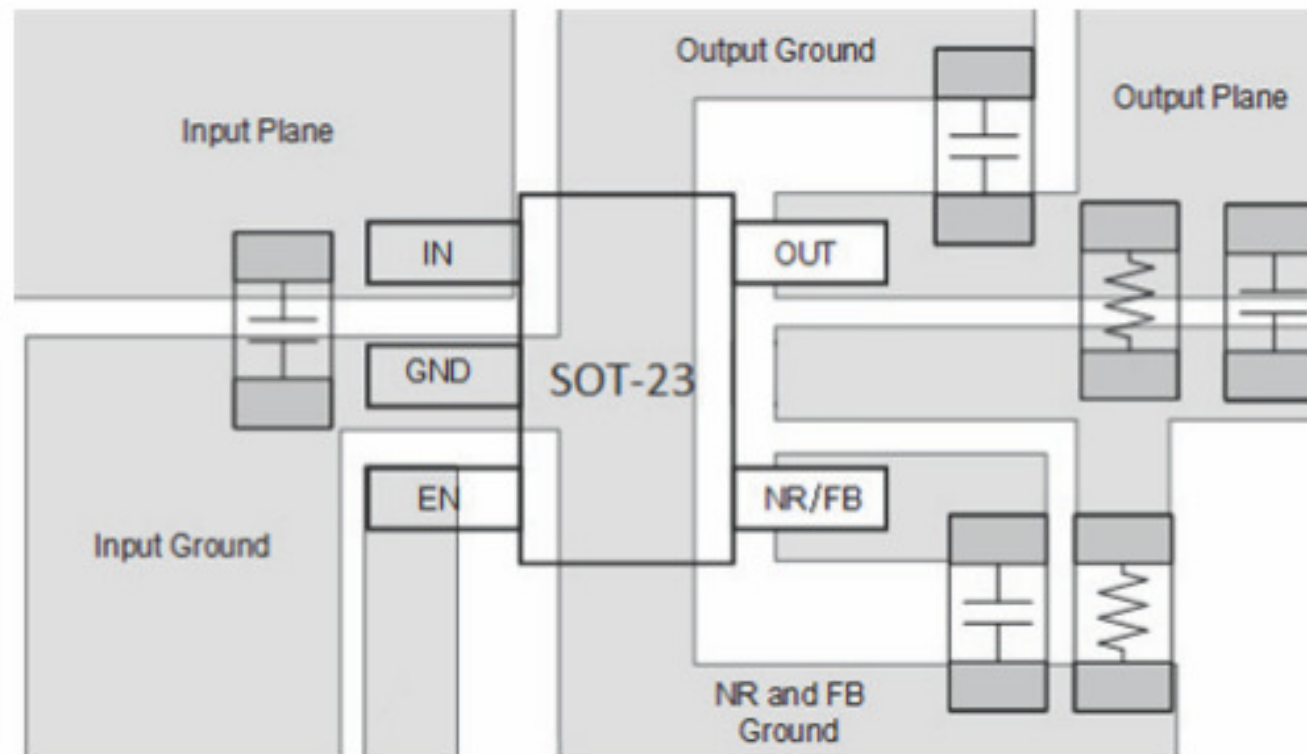 Output Ground
Output Plane
Input Plane
IN
OUT
GND
SOT-23
EN
NR/FB
Input Ground
NR and FB
Ground